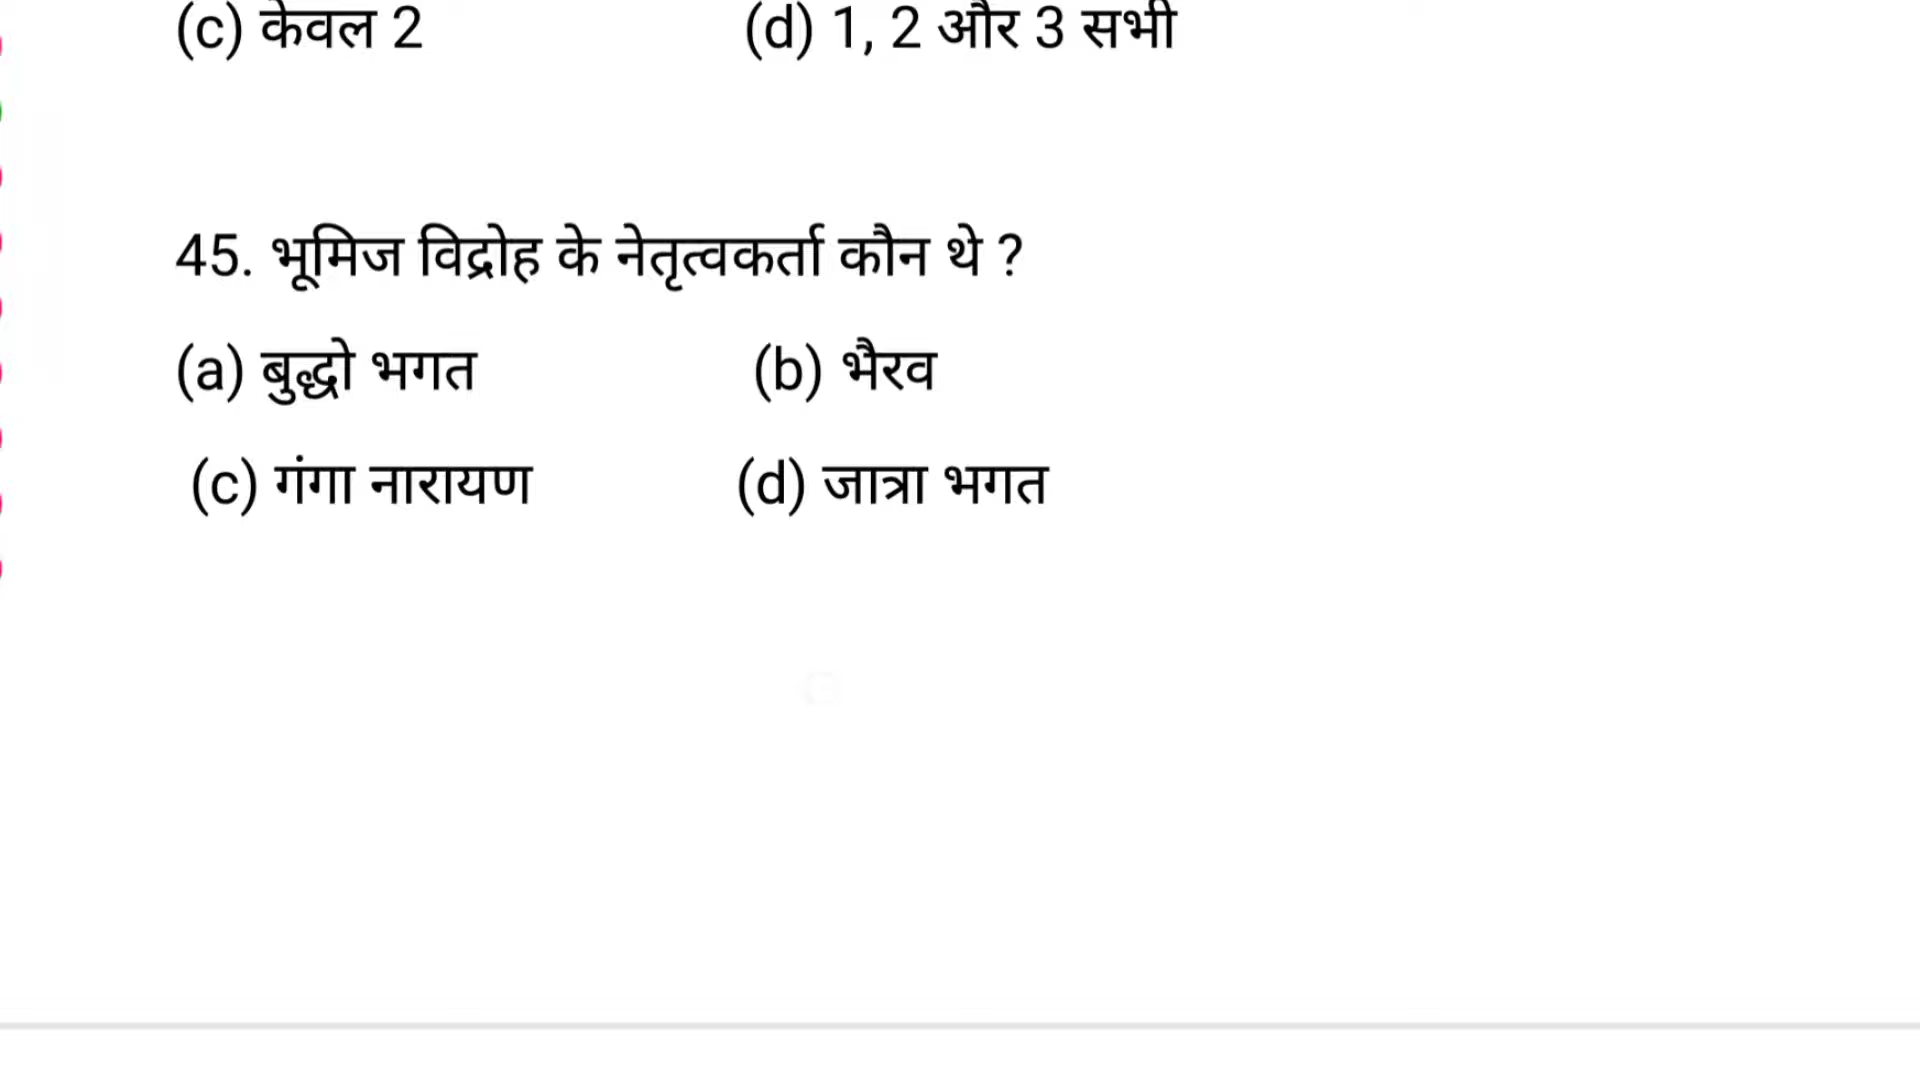 (c) केवल 2 (d) 1, 2 और 3 सभी
45. भूमिज विद्रोह के नेतृत्वकर्ता कौन थे ?
(a) बुद्धो भगत (b) भैरव
(c) गंगा नारायण (d) जात्रा भगत